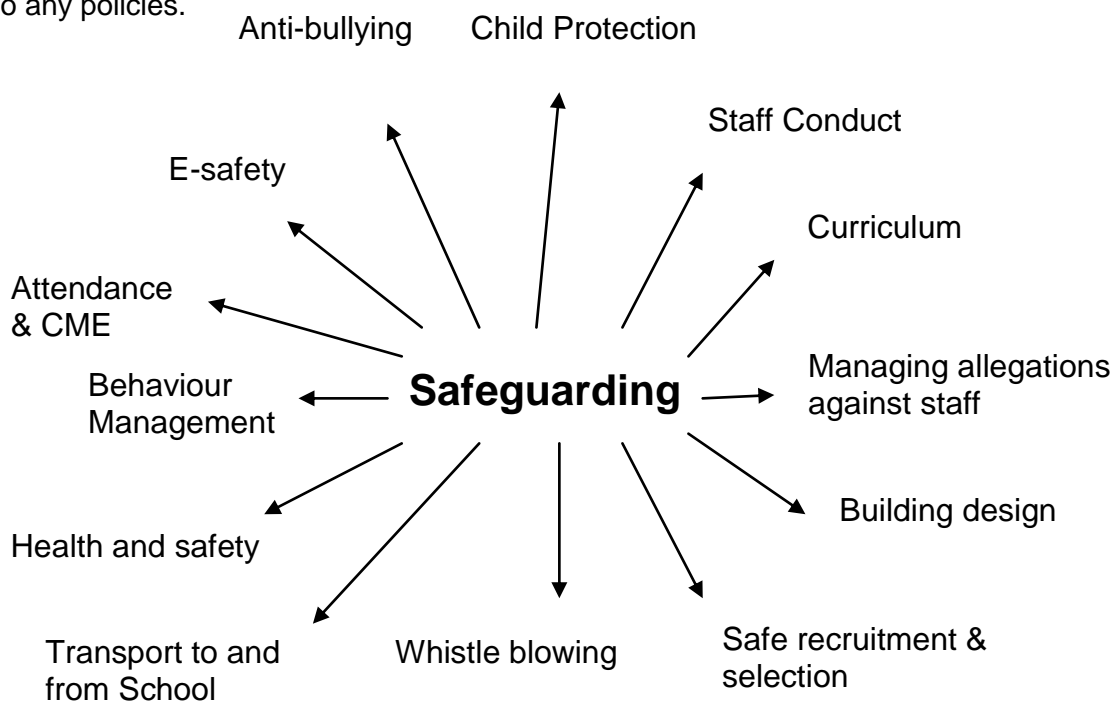 o any policies.
Anti-bullying
Child Protection
Staff Conduct
E-safety
Curriculum
Attendance
& CME
Managing allegations
against staff
Behaviour
Management
Safeguarding
Building design
Health and safety
Transport to and
from School
Whistle blowing
Safe recruitment &
selection